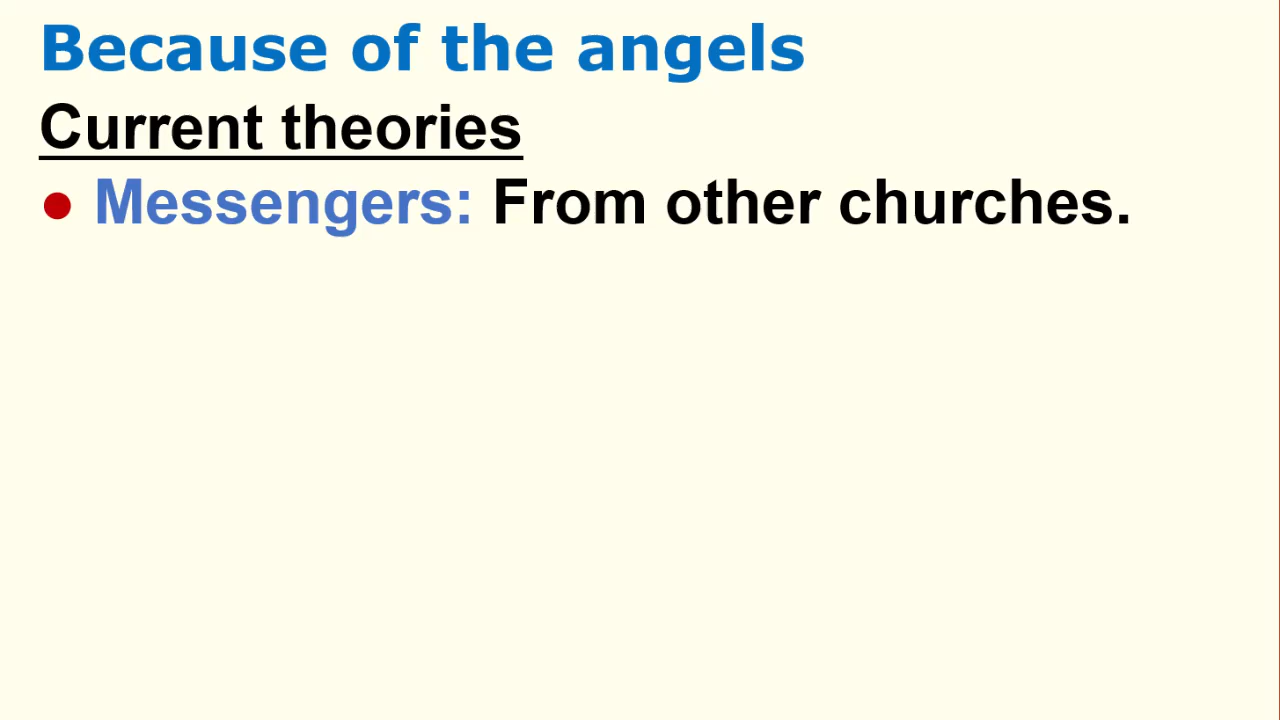 Because of the angels
Current theories
● Messengers: From other churches.